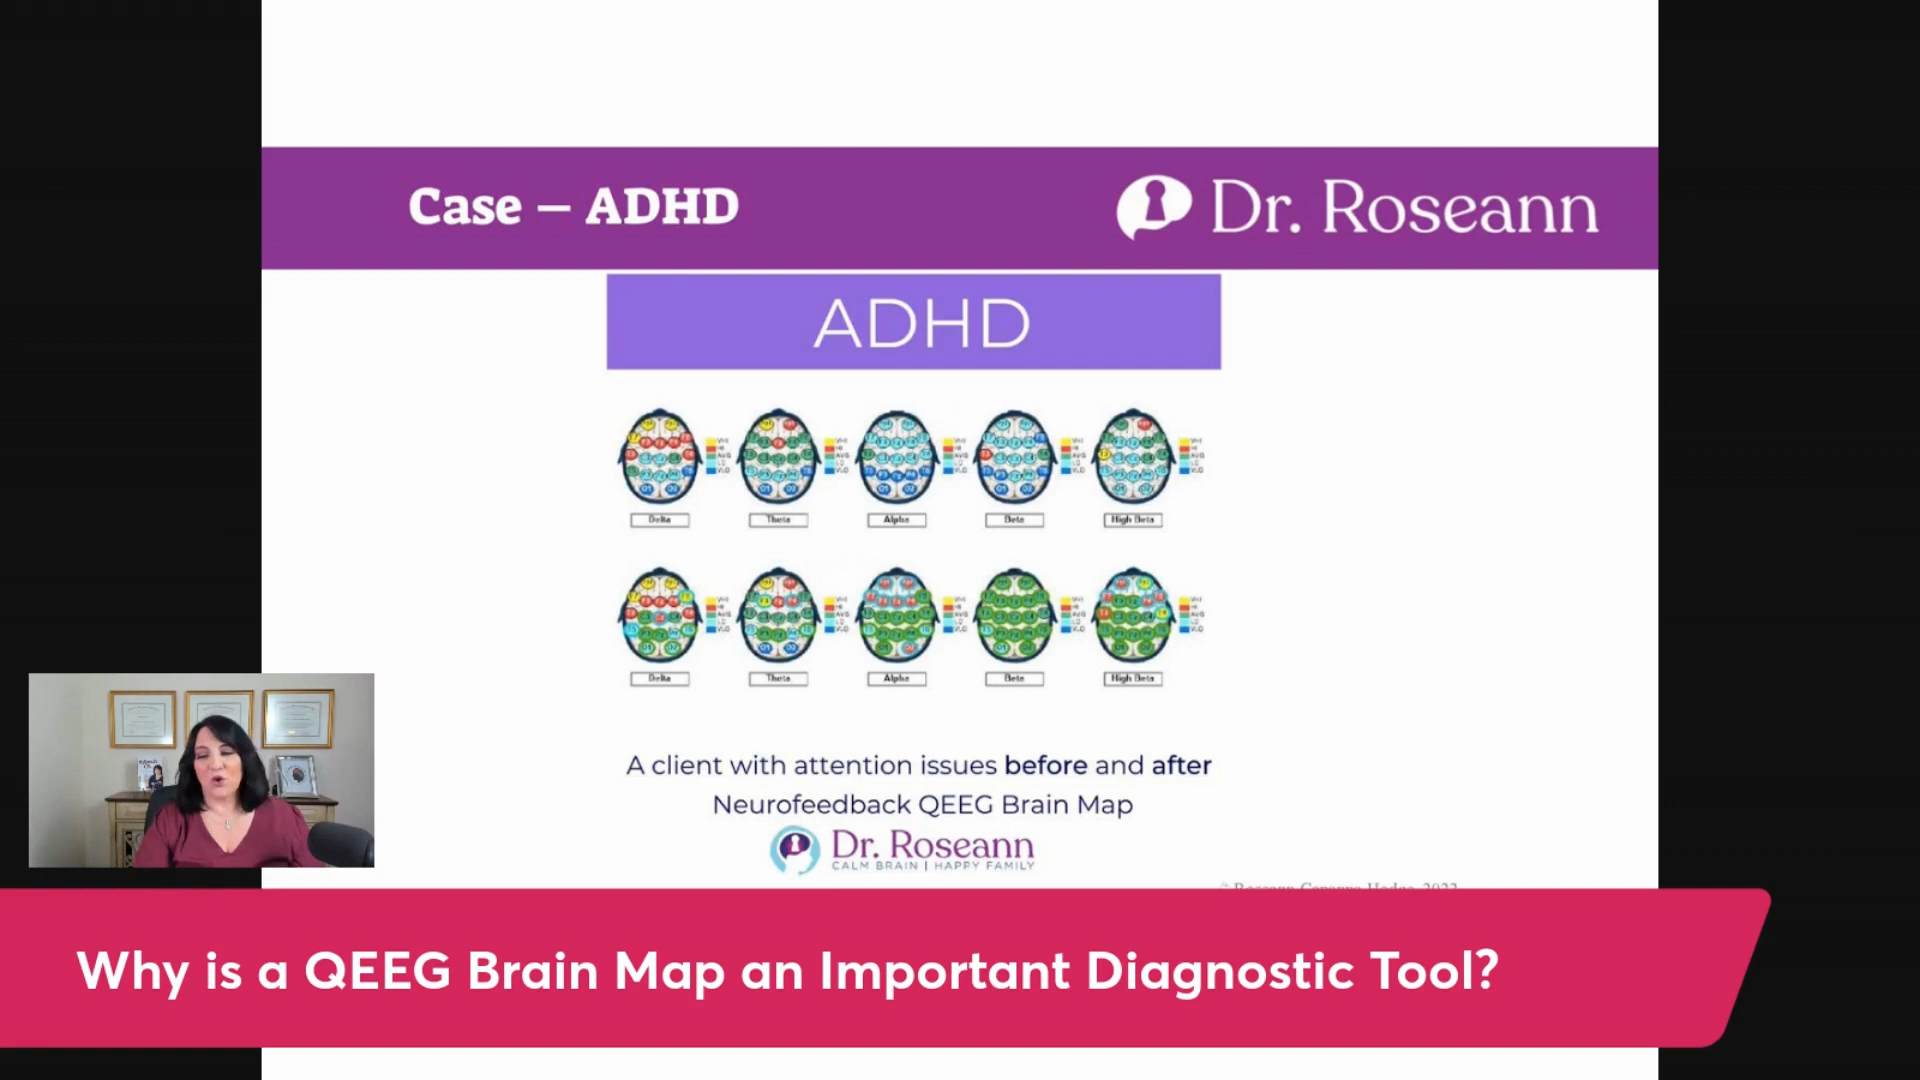 Case – ADHD
Dr. Roseann
ADHD
Delta
Theta
Alpha
Beta
High Beta
Delta
Theta
Alpha
Beta
High Beta
A client with attention issues before and after
Neurofeedback QEEG Brain Map
Dr. Roseann
CALM BRAIN | HAPPY FAMILY
Why is a QEEG Brain Map an Important Diagnostic Tool?